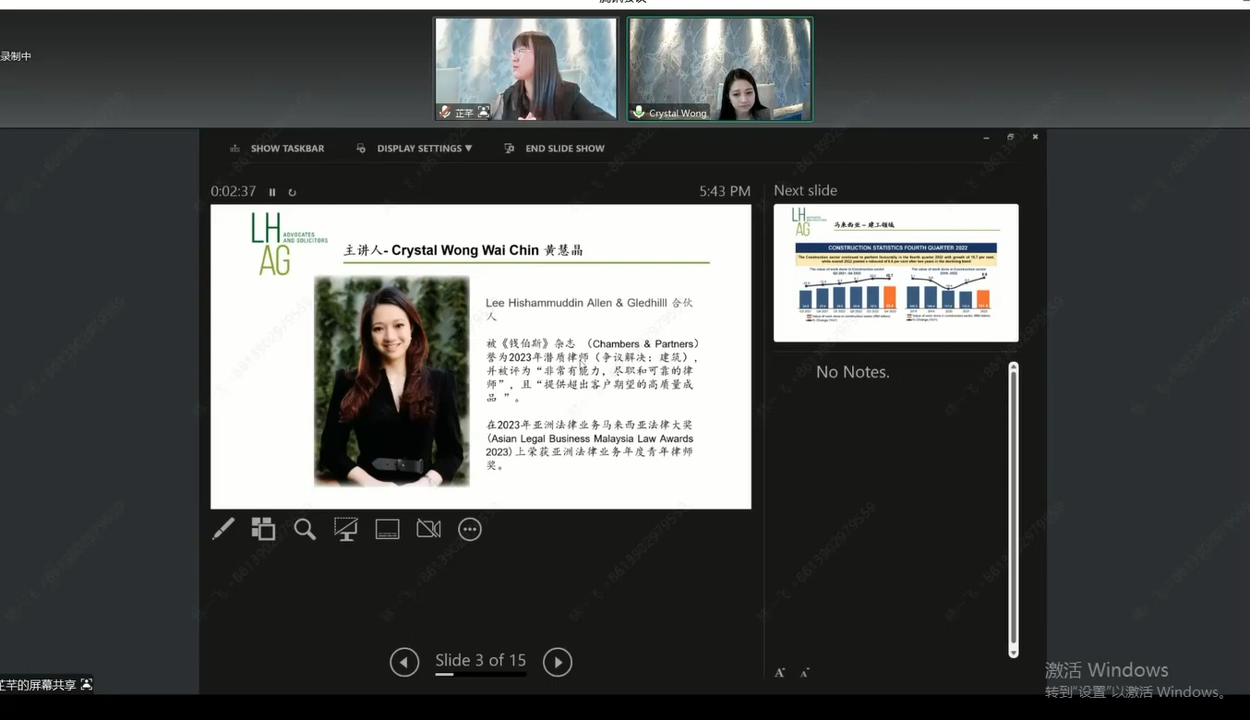 腾讯会议
录制中
芷芊
Crystal Wong
SHOW TASKBAR
DISPLAY SETTINGS ▼
END SLIDE SHOW
0:02:37
5:43 PM
Next slide
LH
AG
ADVOCATES
AND SOLICITORS
主讲人- Crystal Wong Wai Chin 黄慧晶
Lee Hishammuddin Allen & Gledhilll 合伙
人
被《钱伯斯》杂志 （Chambers & Partners）
誉为2023年潜质律师（争议解决：建筑），
并被评为“非常有能力，尽职和可靠的律
师”，且“提供超出客户期望的高质量成
品 ”。
在2023年亚洲法律业务马来西亚法律大奖
(Asian Legal Business Malaysia Law Awards
2023)上荣获亚洲法律业务年度青年律师
奖。
LH
AG
马来西亚 – 建工领域
CONSTRUCTION STATISTICS FOURTH QUARTER 2022
No Notes.
Slide 3 of 15
芷芊的屏幕共享
激活 Windows
转到"设置"以激活 Windows。